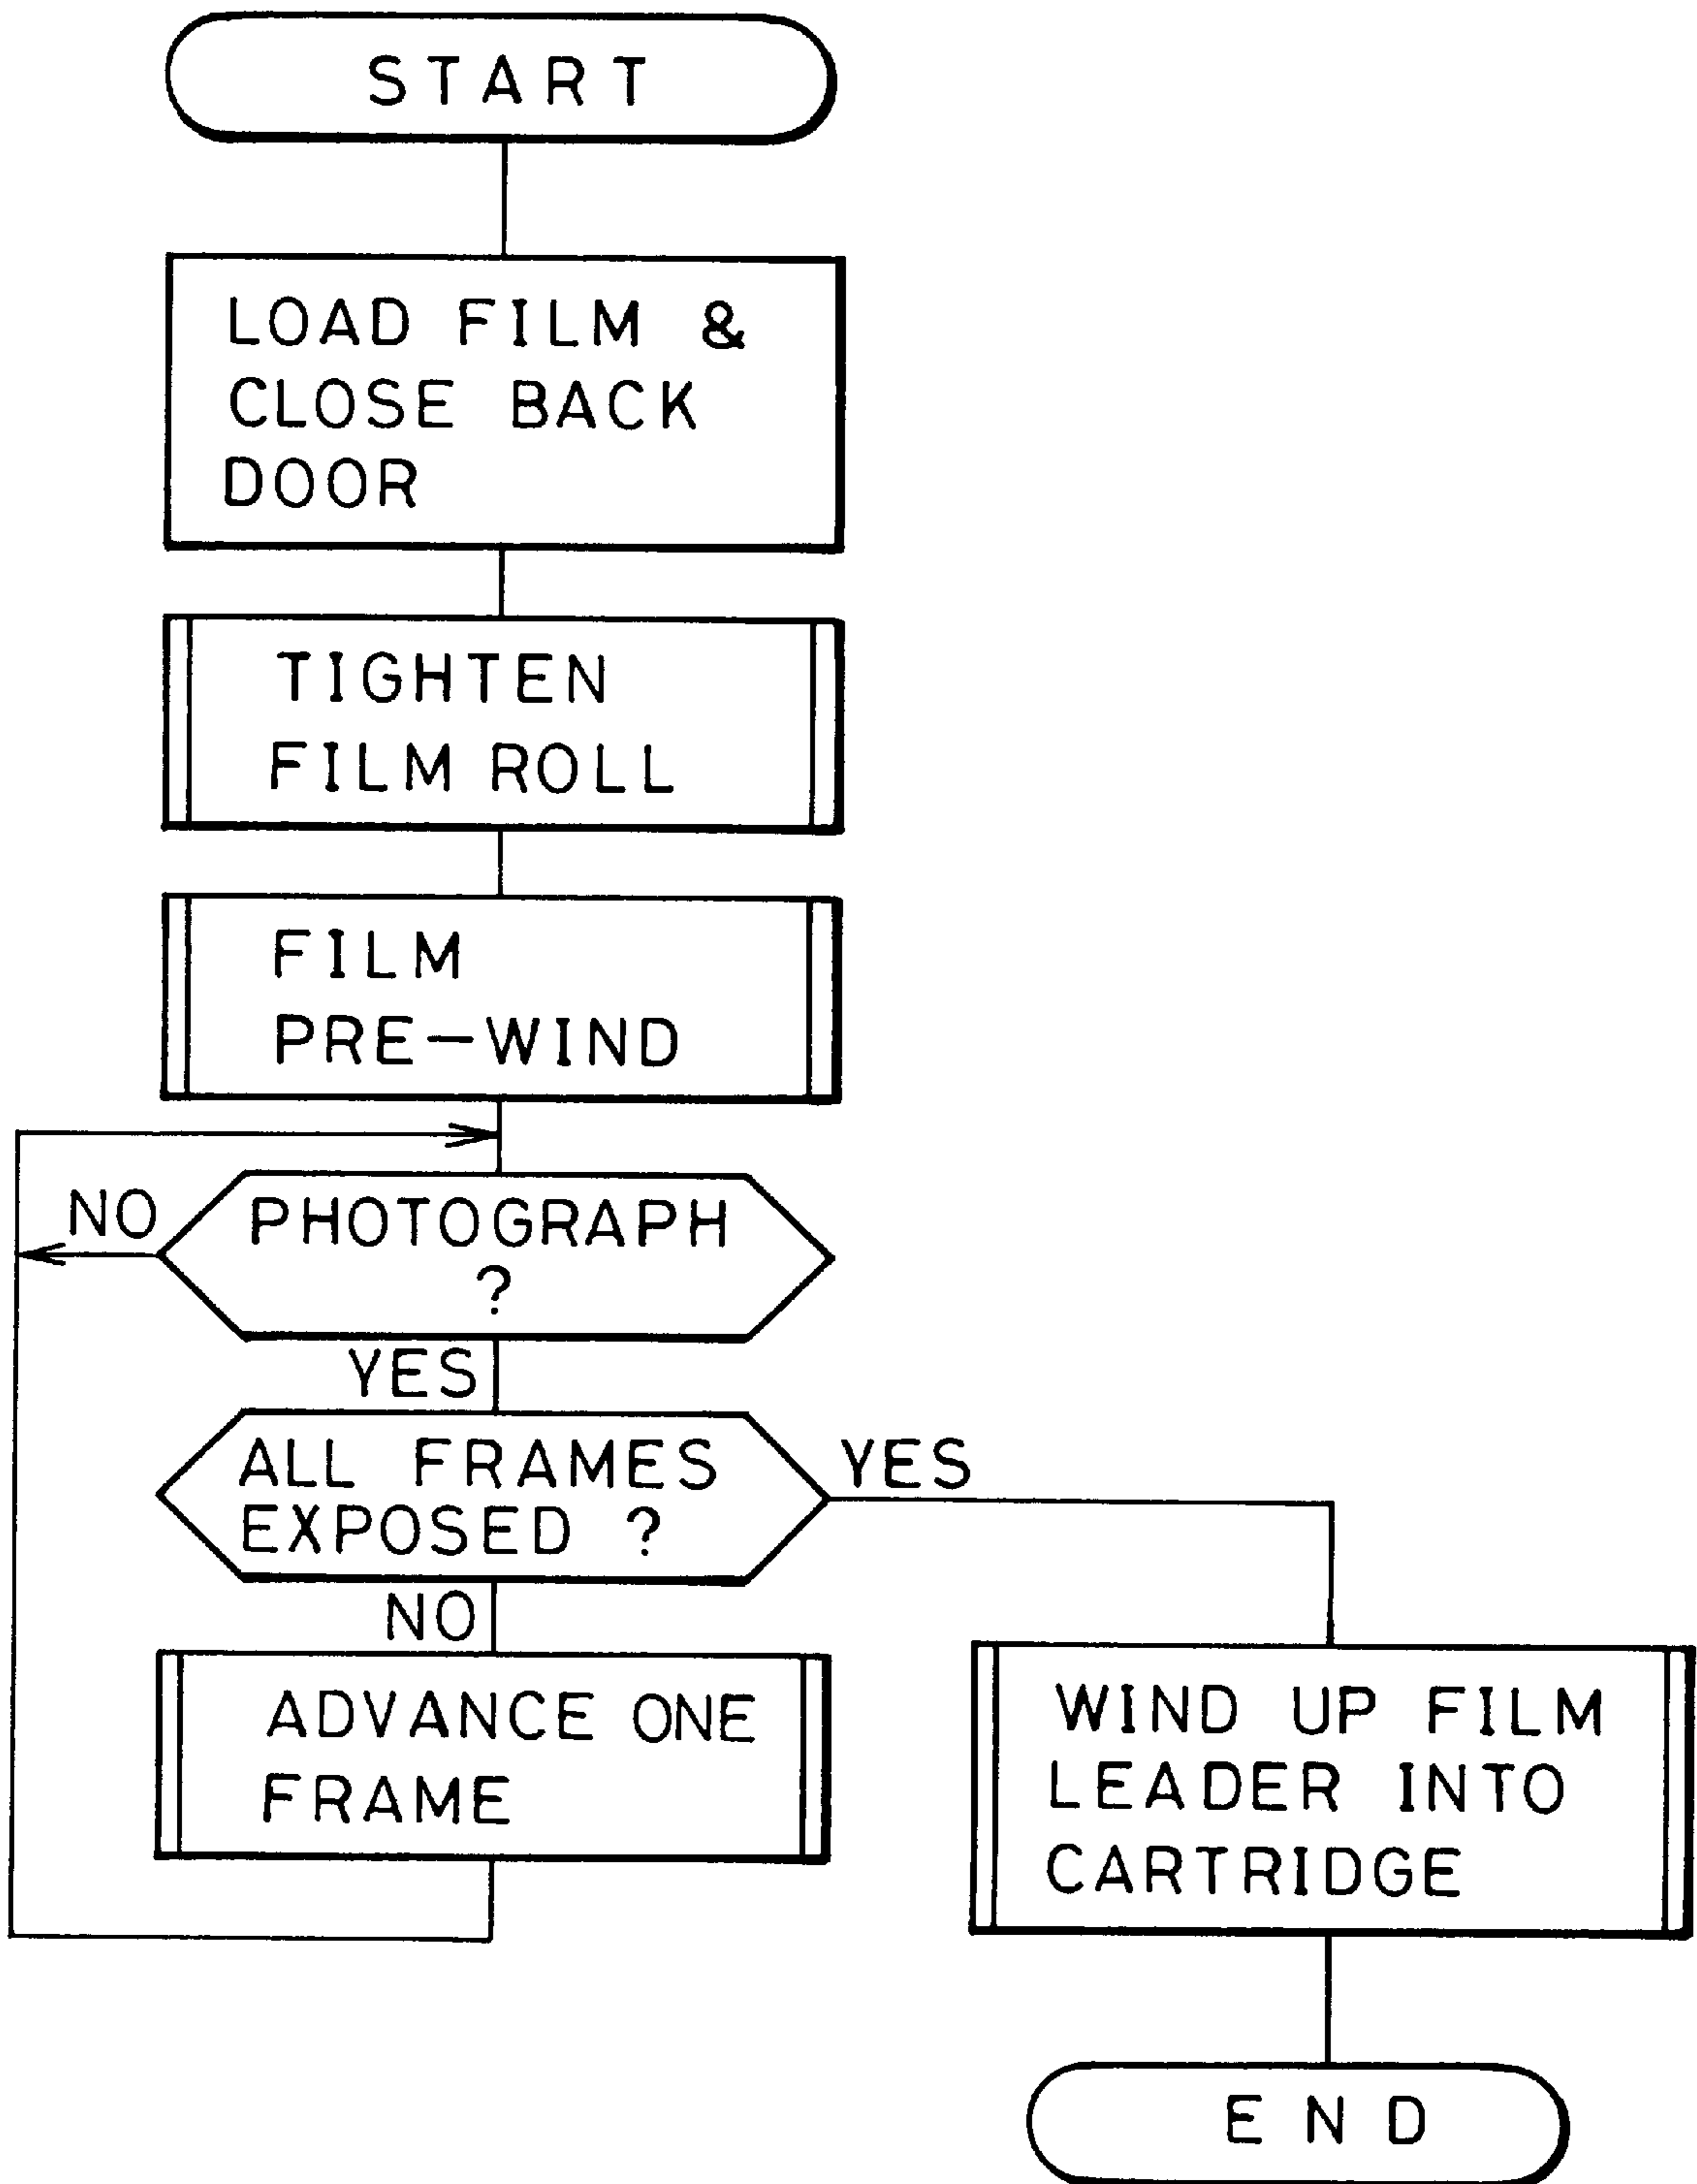 START
LOAD FILM &
CLOSE BACK
DOOR
TIGHTEN
FILM ROLL
FILM
PRE-WIND
NO
PHOTOGRAPH
?
YES
ALL FRAMES
EXPOSED ?
YES
NO
ADVANCE ONE
FRAME
WIND UP FILM
LEADER INTO
CARTRIDGE
END